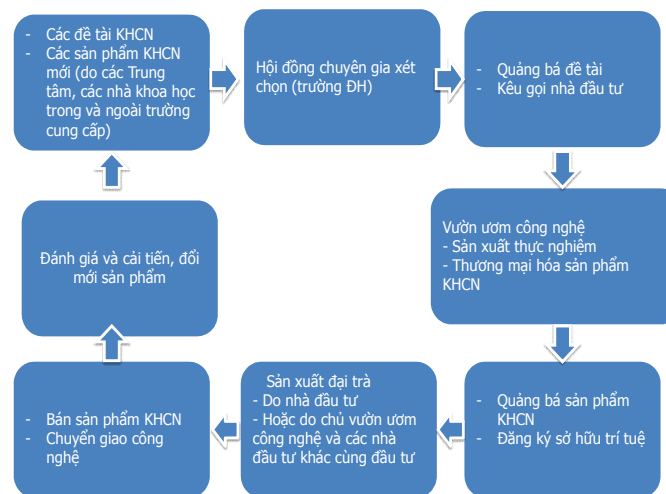 - Các đề tài KHCN
- Các sản phẩm KHCN
mới (do các Trung
tâm, các nhà khoa học
trong và ngoài trường
cung cấp)
Hội đồng chuyên gia xét
chọn (trường ĐH)
- Quảng bá đề tài
- Kêu gọi nhà đầu tư
Vườn ươm công nghệ
- Sản xuất thực nghiệm
- Thương mại hóa sản phẩm
KHCN
- Quảng bá sản phẩm
KHCN
- Đăng ký sở hữu trí tuệ
Sản xuất đại trà
- Do nhà đầu tư
- Hoặc do chủ vườn ươm
công nghệ và các nhà
đầu tư khác cùng đầu tư
- Bán sản phẩm KHCN
- Chuyển giao công
nghệ
Đánh giá và cải tiến, đổi
mới sản phẩm